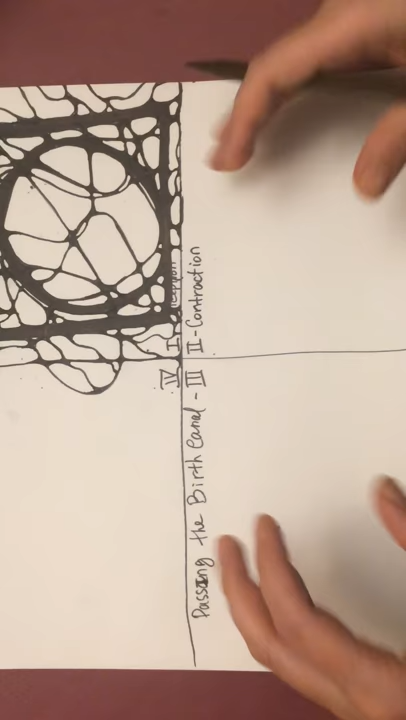 I
II-Contraction
IV
Passing the Birth Canal - III